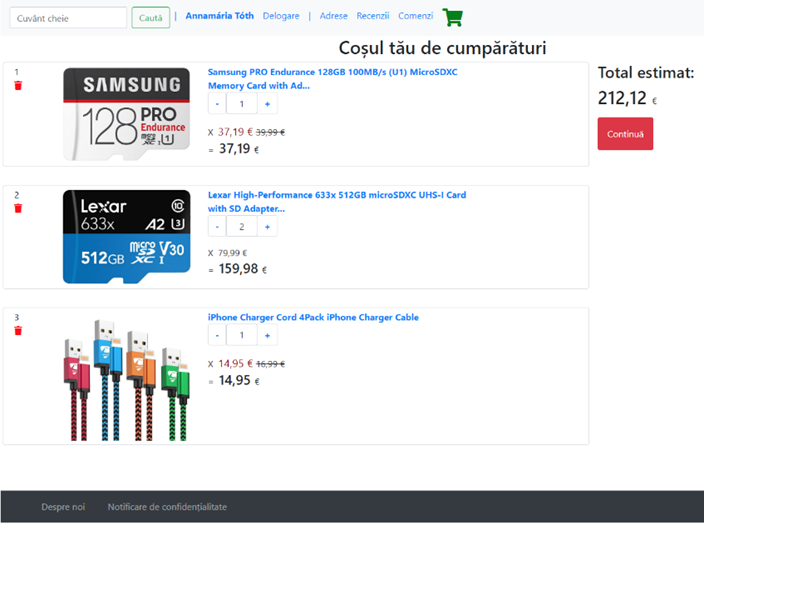 Cuvânt cheie Caută | Annamária Tóth Delogare | Adrese Recenzii Comenzi
Coșul tău de cumpărături
1
SAMSUNG
128 PRO
Endurance
micro SD XC I U1
Samsung PRO Endurance 128GB 100MB/s (U1) MicroSDXC
Memory Card with Ad...
- 1 +
X 37,19 € 39,99 €
= 37,19 €
Total estimat:
212,12 €
Continuă
2
Lexar
633x A2 U3
512GB micro SD XC I V30
Lexar High-Performance 633x 512GB microSDXC UHS-I Card
with SD Adapter...
- 2 +
X 79,99 €
= 159,98 €
3
iPhone Charger Cord 4Pack iPhone Charger Cable
- 1 +
X 14,95 € 16,99 €
= 14,95 €
Despre noi Notificare de confidențialitate